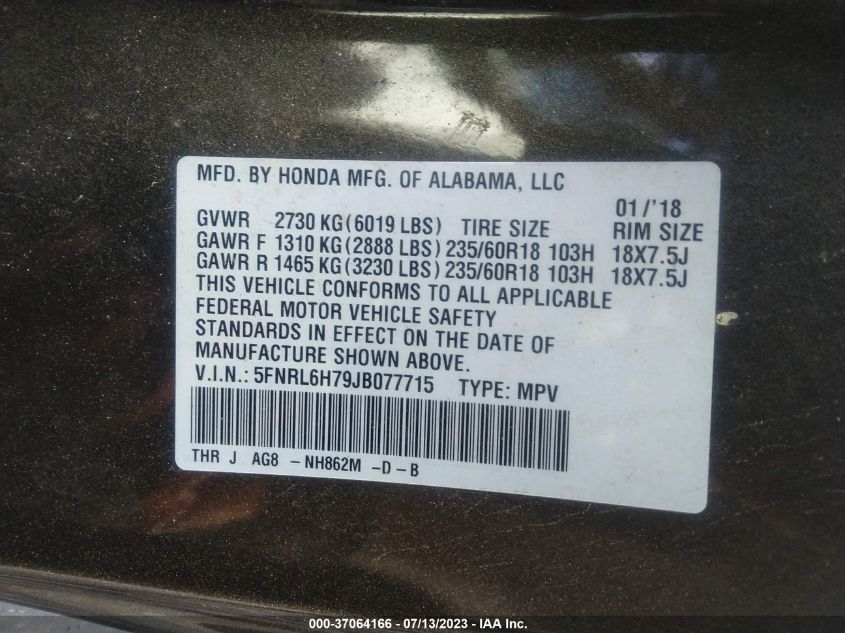 MFD. BY HONDA MFG. OF ALABAMA, LLC
01/'18
GVWR 2730 KG(6019 LBS) TIRE SIZE RIM SIZE
GAWR F 1310 KG(2888 LBS) 235/60R18 103H 18X7.5J
GAWR R 1465 KG(3230 LBS) 235/60R18 103H 18X7.5J
THIS VEHICLE CONFORMS TO ALL APPLICABLE
FEDERAL MOTOR VEHICLE SAFETY
STANDARDS IN EFFECT ON THE DATE OF
MANUFACTURE SHOWN ABOVE.
V.I.N.: 5FNRL6H79JB077715 TYPE: MPV
THR J AG8 -NH862M -D-B
000-37064166 - 07/13/2023 - IAA Inc.